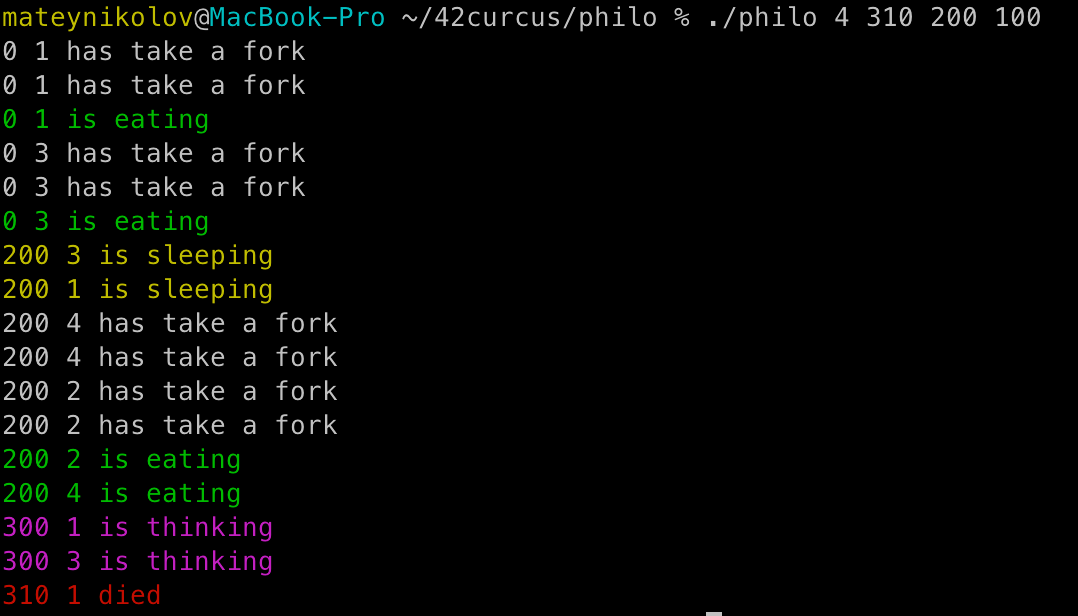 mateynikolov@MacBook-Pro ~/42curcus/philo % ./philo 4 310 200 100
0 1 has take a fork
0 1 has take a fork
0 1 is eating
0 3 has take a fork
0 3 has take a fork
0 3 is eating
200 3 is sleeping
200 1 is sleeping
200 4 has take a fork
200 4 has take a fork
200 2 has take a fork
200 2 has take a fork
200 2 is eating
200 4 is eating
300 1 is thinking
300 3 is thinking
310 1 died